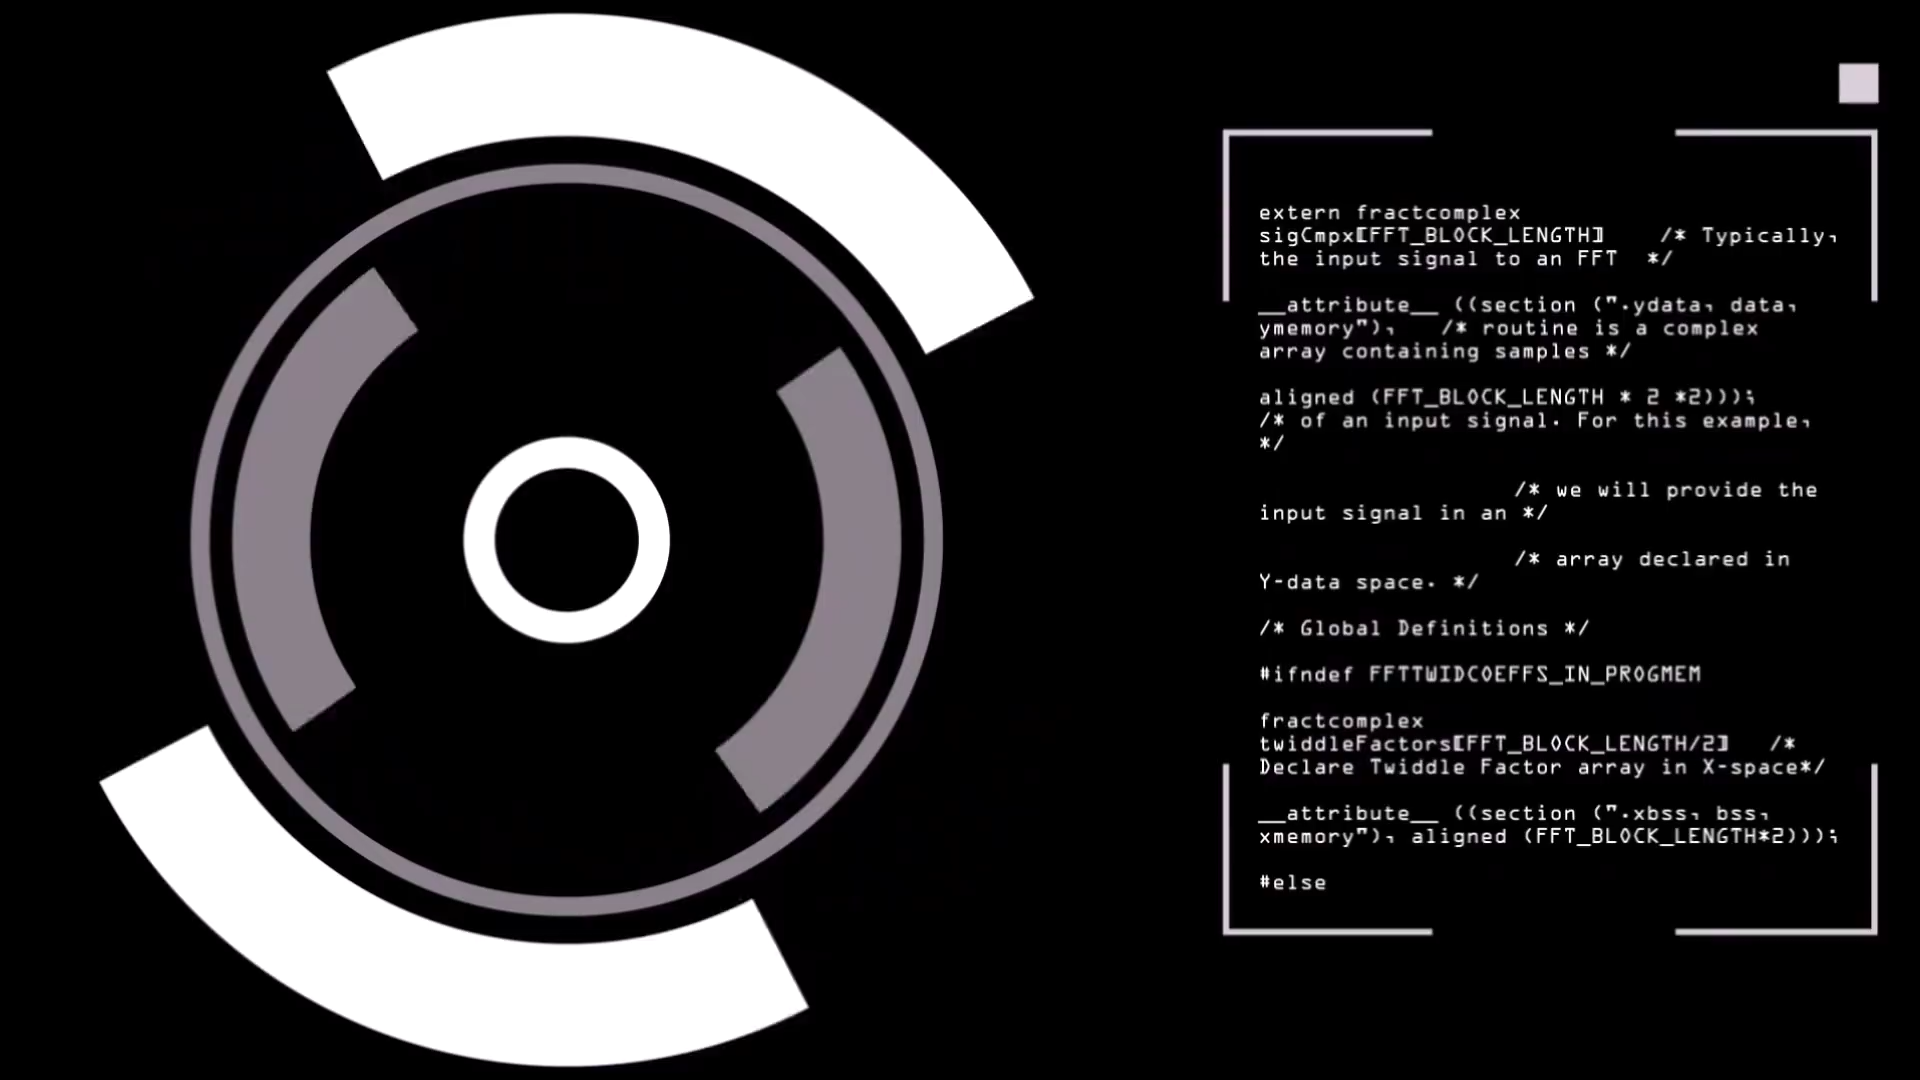 extern fractcomplex
sigCmpx[FFT_BLOCK_LENGTH]    /* Typically,
the input signal to an FFT  */
__attribute__ ((section (".ydata, data,
ymemory"),   /* routine is a complex
array containing samples */
aligned (FFT_BLOCK_LENGTH * 2 *2)));
/* of an input signal. For this example,
*/
/* we will provide the
input signal in an */
/* array declared in
Y-data space. */
/* Global Definitions */
#ifndef FFTTWIDCOEFFS_IN_PROGMEM
fractcomplex
twiddleFactors[FFT_BLOCK_LENGTH/2]   /*
Declare Twiddle Factor array in X-space*/
__attribute__ ((section (".xbss, bss,
xmemory"), aligned (FFT_BLOCK_LENGTH*2)));
#else